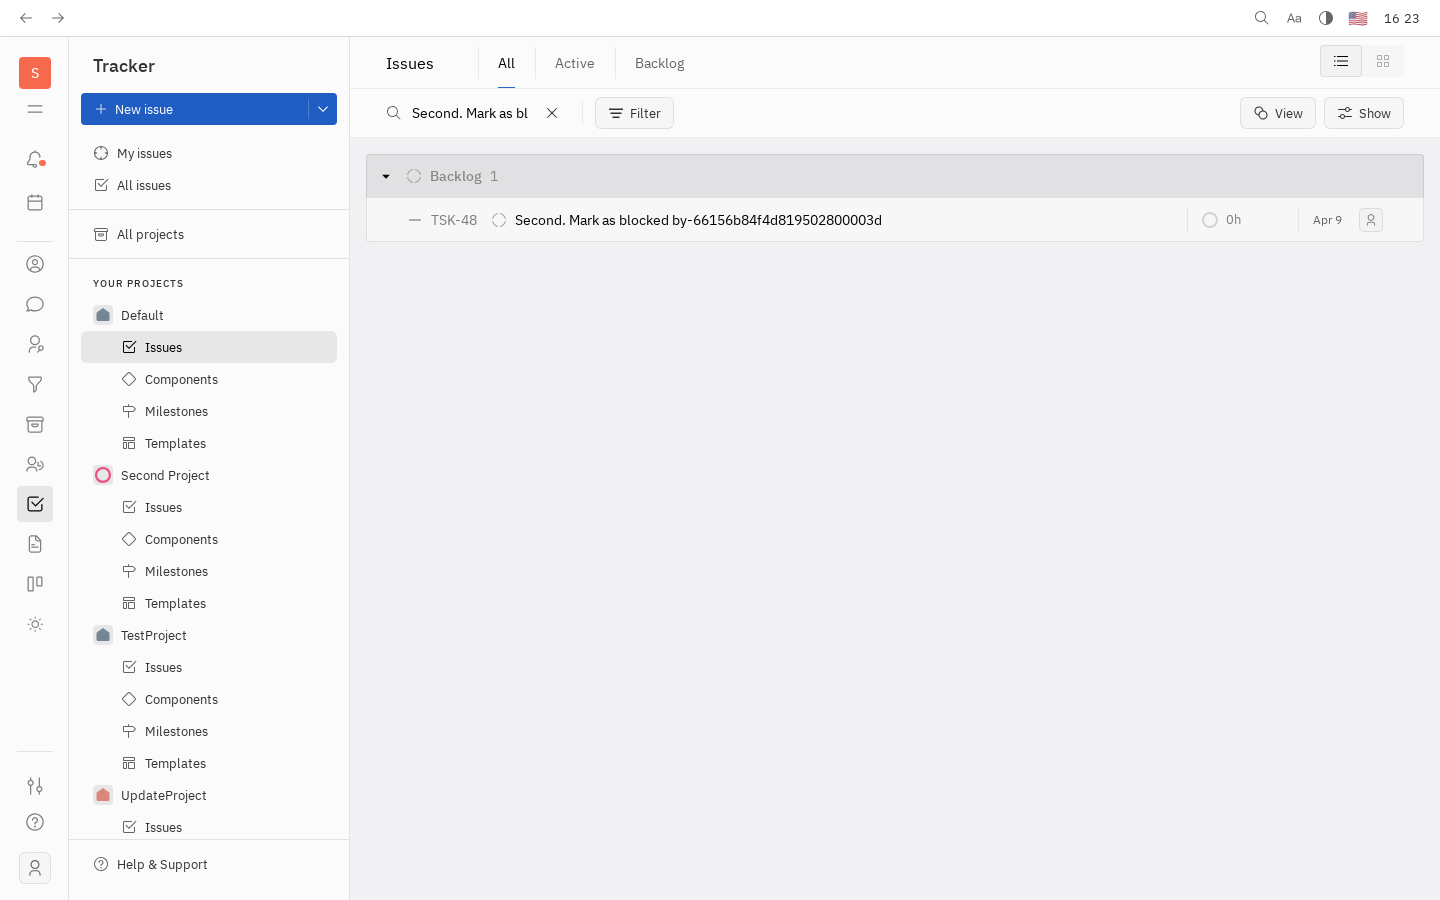 Aa
16 23
S
Tracker
New issue
My issues
All issues
All projects
YOUR PROJECTS
Default
Issues
Components
Milestones
Templates
Second Project
Issues
Components
Milestones
Templates
TestProject
Issues
Components
Milestones
Templates
UpdateProject
Issues
Help & Support
Issues
All
Active
Backlog
Second. Mark as bl
Filter
View
Show
Backlog 1
TSK-48 Second. Mark as blocked by-66156b84f4d819502800003d 0h Apr 9